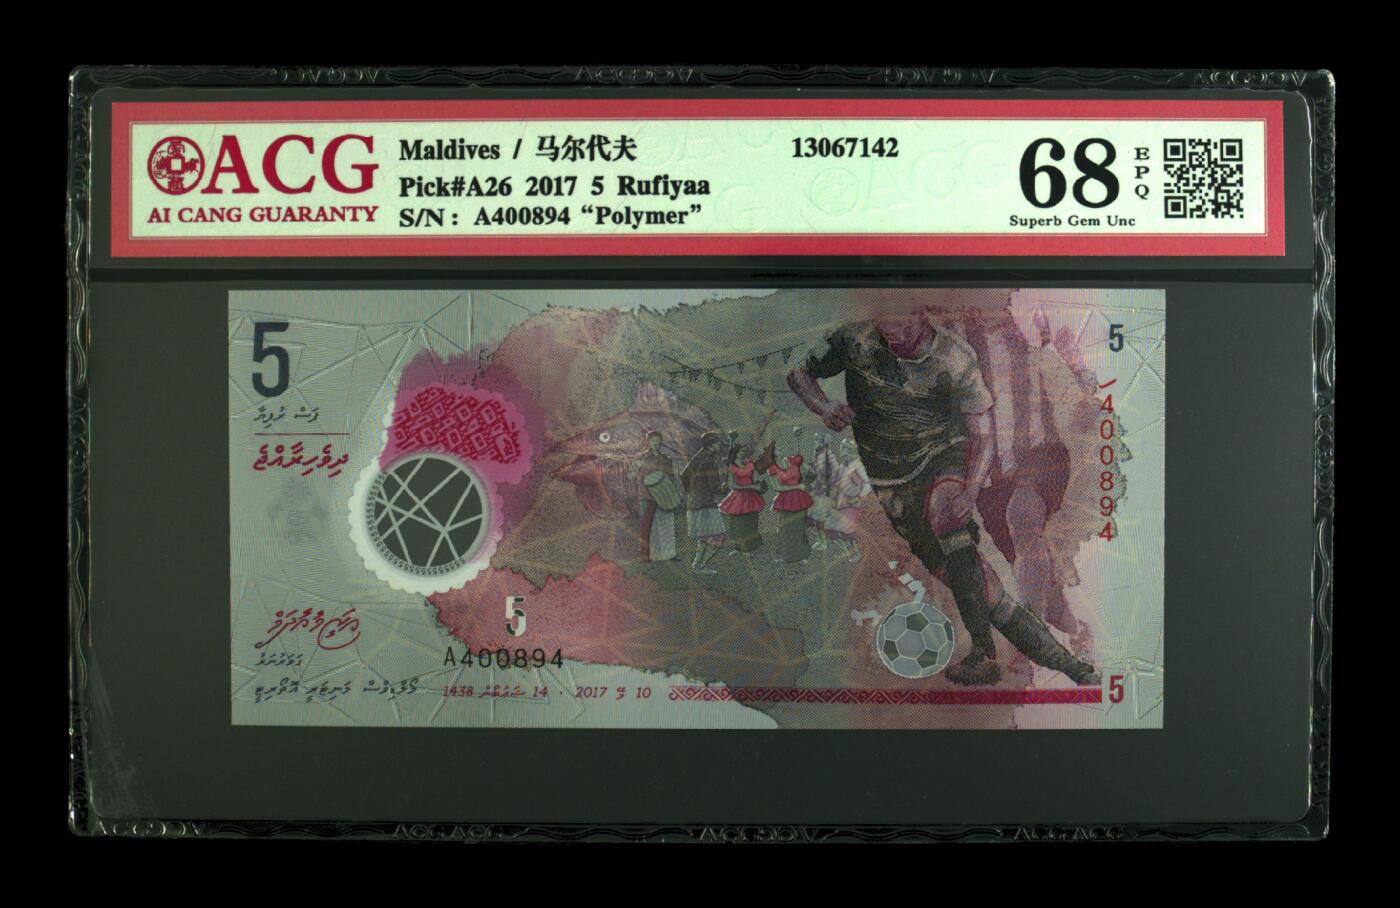 ACG
AI CANG GUARANTY
Maldives / 马尔代夫
13067142
Pick#A26 2017 5 Rufiyaa
S/N: A400894 “Polymer”
68
EPQ
Superb Gem Unc
5
ފަސް ރުފިޔާ
ދިވެހިރާއްޖެ
5
A400894
5
A400894
ގަވަރުނަރު
މޯލްޑިވްސް މަނިޓަރީ އޮތޯރިޓީ
10 މޭ 2017 · 14 ޝަޢުބާން 1438
5